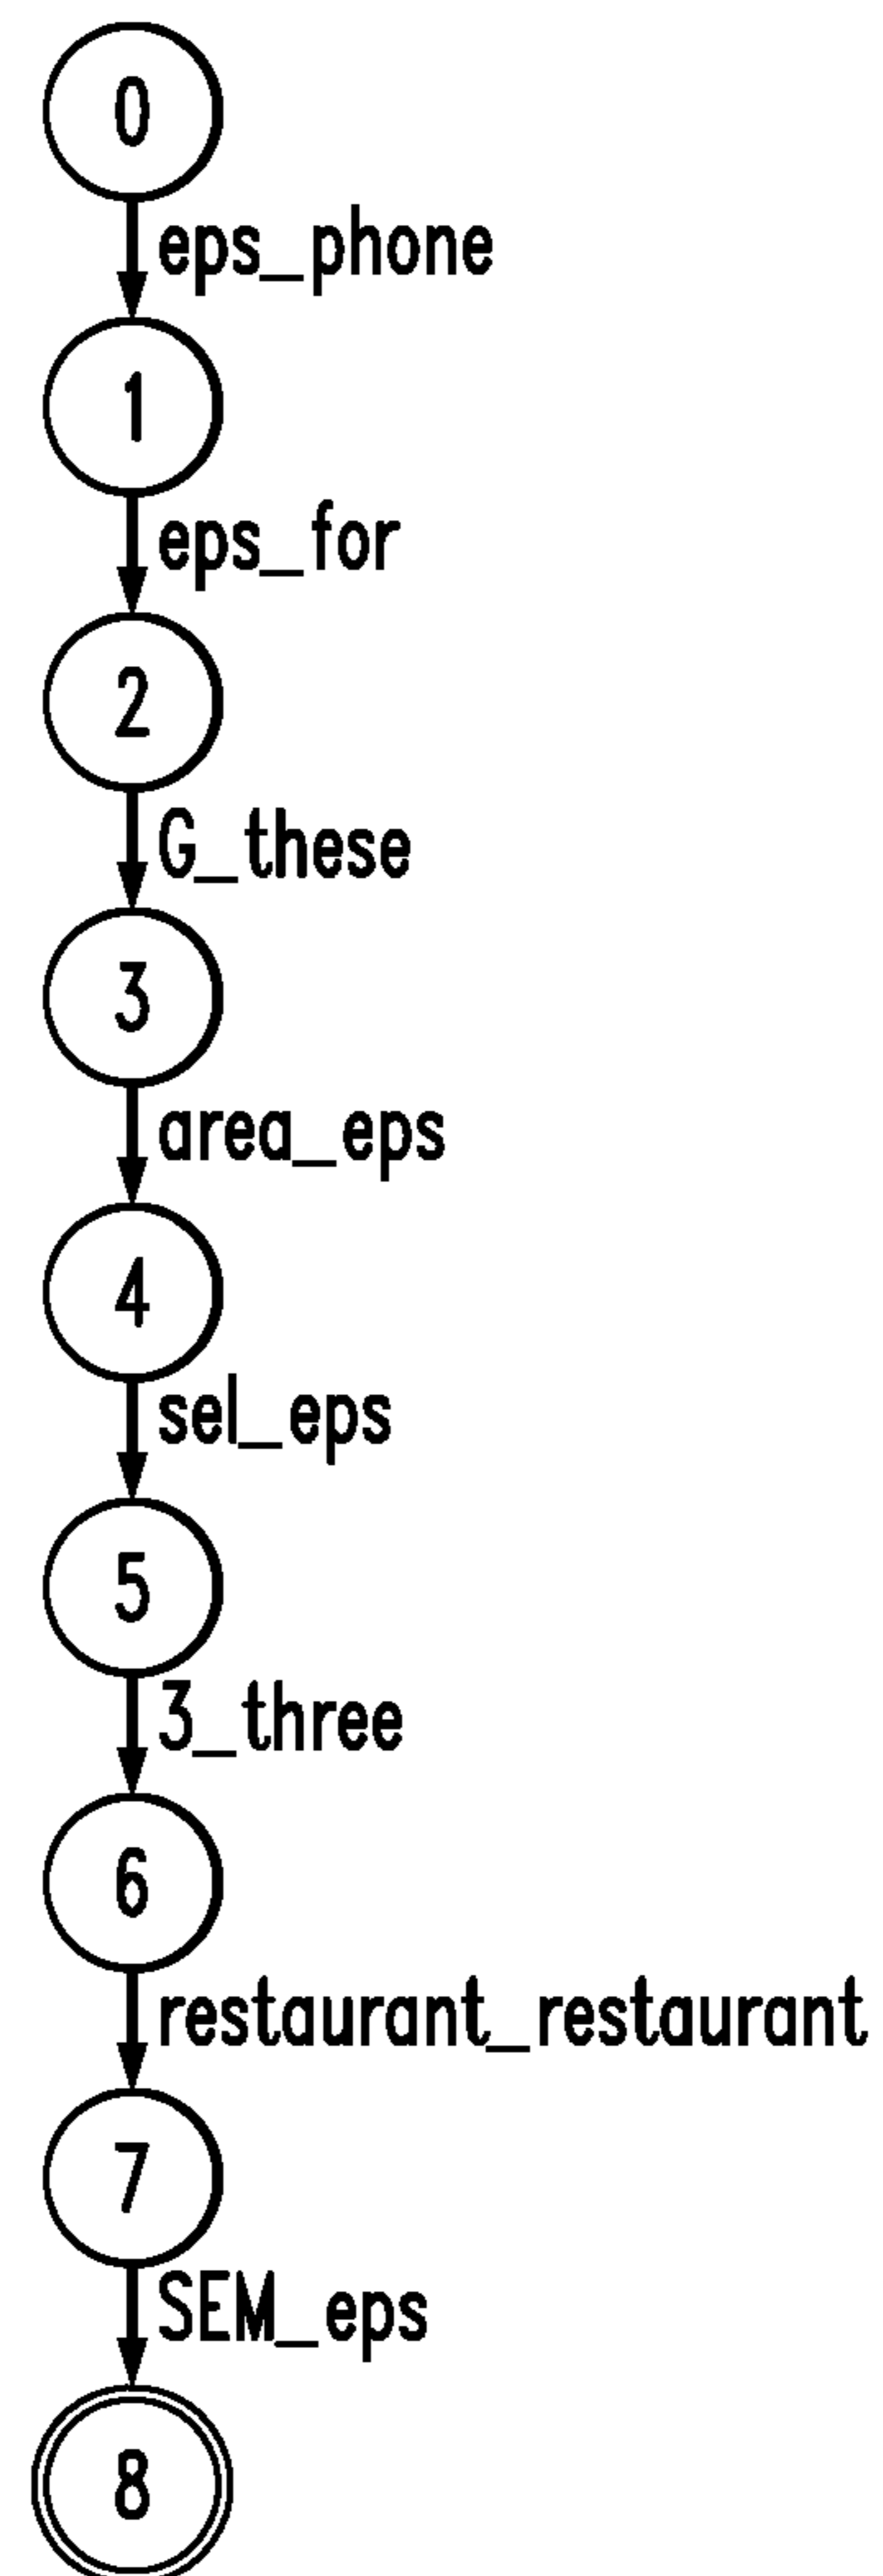 0
eps_phone
1
eps_for
2
G_these
3
area_eps
4
sel_eps
5
3_three
6
restaurant_restaurant
7
SEM_eps
8